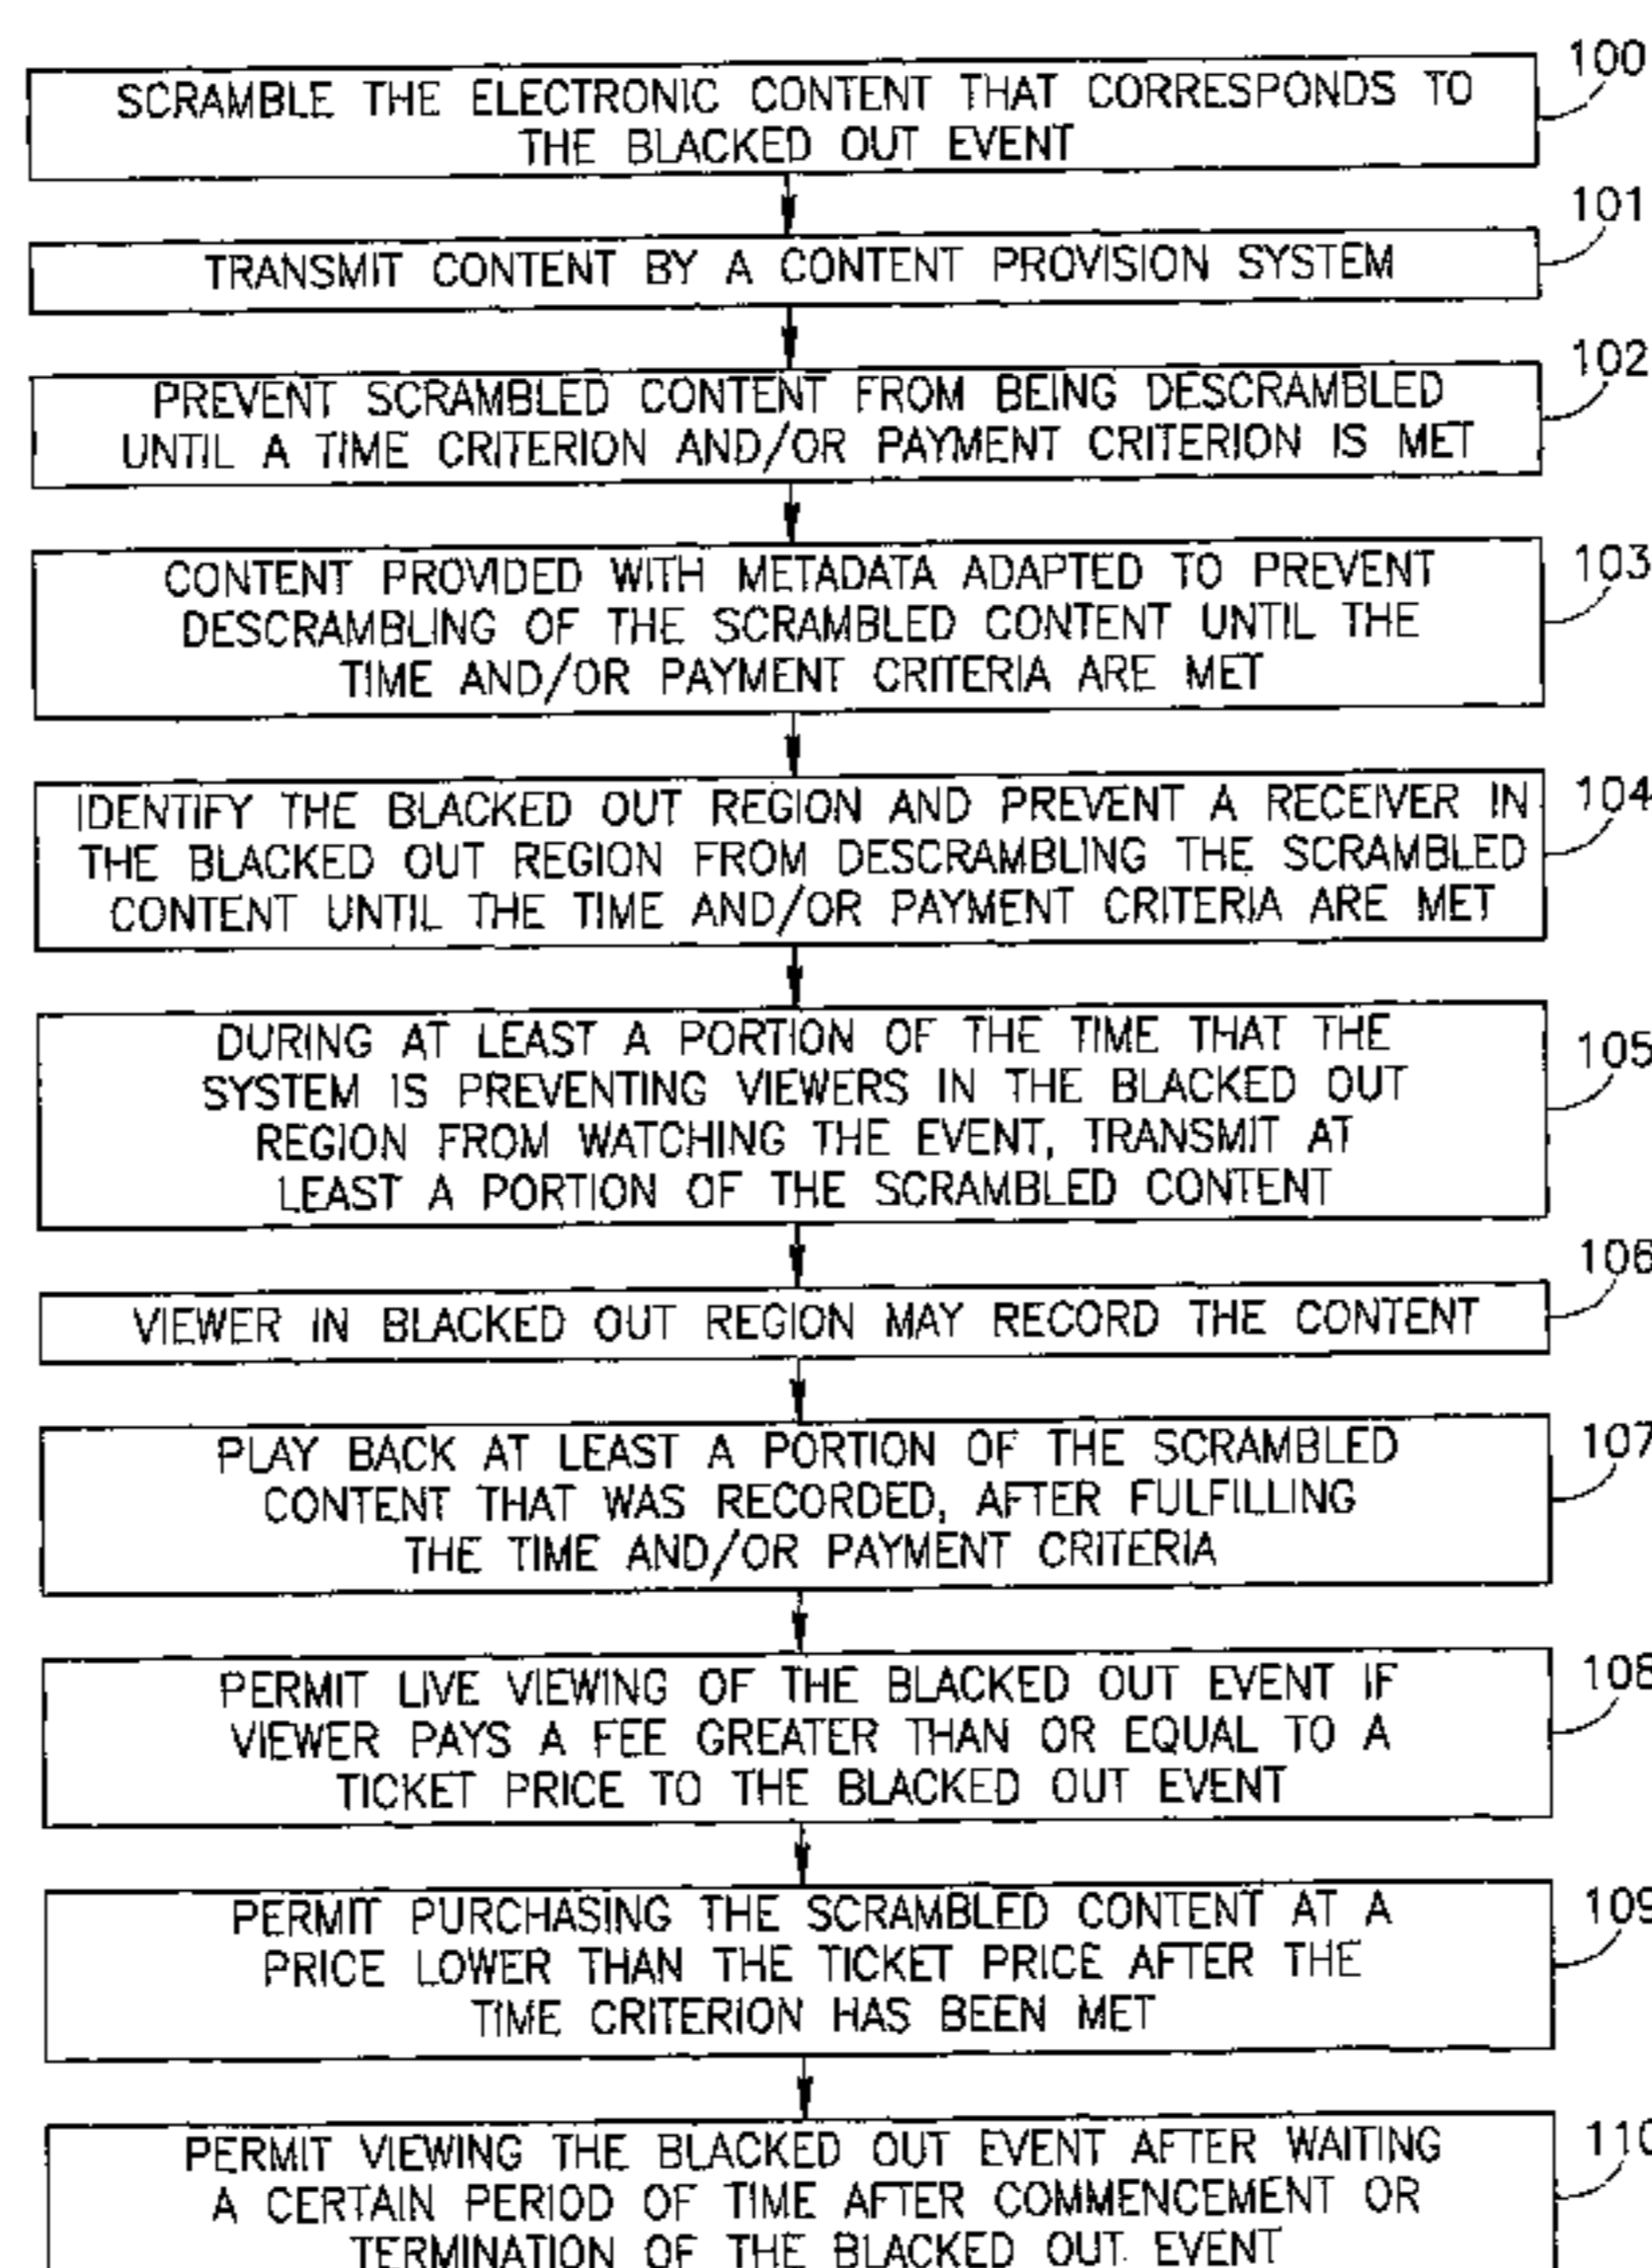 100
SCRAMBLE THE ELECTRONIC CONTENT THAT CORRESPONDS TO
THE BLACKED OUT EVENT
101
TRANSMIT CONTENT BY A CONTENT PROVISION SYSTEM
102
PREVENT SCRAMBLED CONTENT FROM BEING DESCRAMBLED
UNTIL A TIME CRITERION AND/OR PAYMENT CRITERION IS MET
103
CONTENT PROVIDED WITH METADATA ADAPTED TO PREVENT
DESCRAMBLING OF THE SCRAMBLED CONTENT UNTIL THE
TIME AND/OR PAYMENT CRITERIA ARE MET
104
IDENTIFY THE BLACKED OUT REGION AND PREVENT A RECEIVER IN
THE BLACKED OUT REGION FROM DESCRAMBLING THE SCRAMBLED
CONTENT UNTIL THE TIME AND/OR PAYMENT CRITERIA ARE MET
105
DURING AT LEAST A PORTION OF THE TIME THAT THE
SYSTEM IS PREVENTING VIEWERS IN THE BLACKED OUT
REGION FROM WATCHING THE EVENT, TRANSMIT AT
LEAST A PORTION OF THE SCRAMBLED CONTENT
106
VIEWER IN BLACKED OUT REGION MAY RECORD THE CONTENT
107
PLAY BACK AT LEAST A PORTION OF THE SCRAMBLED
CONTENT THAT WAS RECORDED, AFTER FULFILLING
THE TIME AND/OR PAYMENT CRITERIA
108
PERMIT LIVE VIEWING OF THE BLACKED OUT EVENT IF
VIEWER PAYS A FEE GREATER THAN OR EQUAL TO A
TICKET PRICE TO THE BLACKED OUT EVENT
109
PERMIT PURCHASING THE SCRAMBLED CONTENT AT A
PRICE LOWER THAN THE TICKET PRICE AFTER THE
TIME CRITERION HAS BEEN MET
110
PERMIT VIEWING THE BLACKED OUT EVENT AFTER WAITING
A CERTAIN PERIOD OF TIME AFTER COMMENCEMENT OR
TERMINATION OF THE BLACKED OUT EVENT